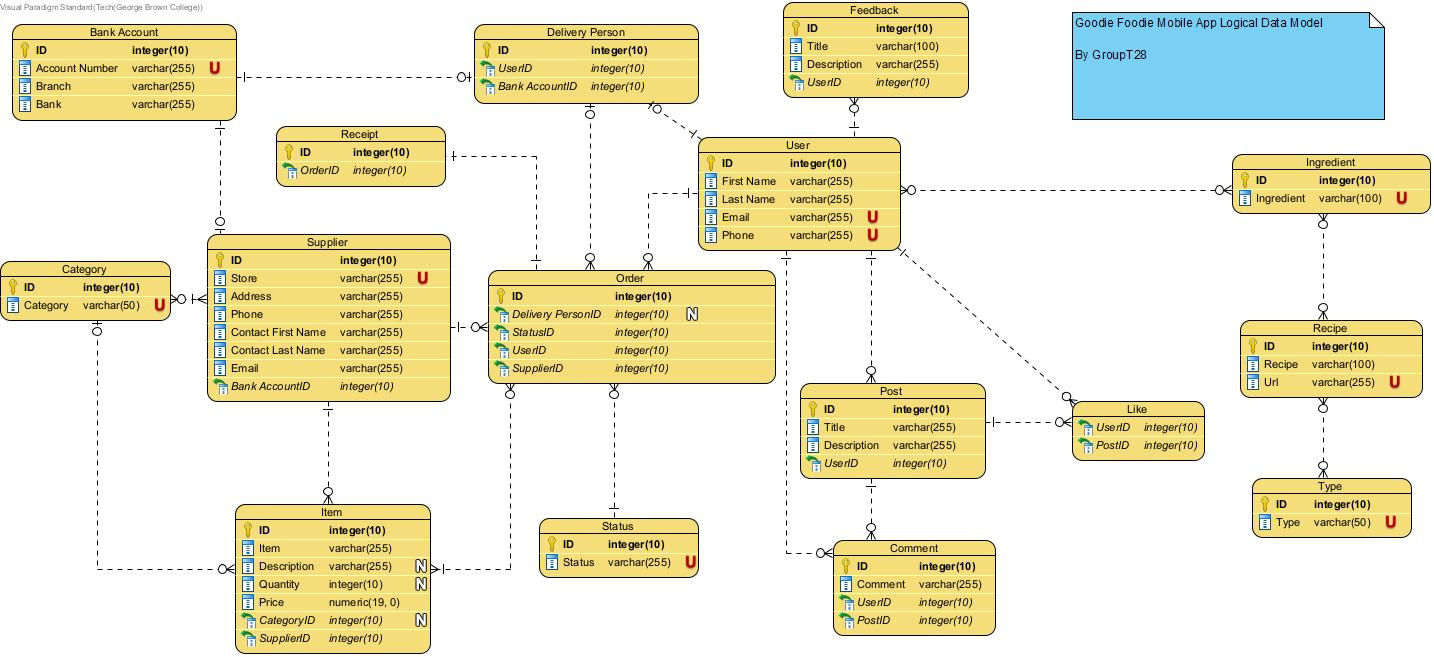 Visual Paradigm Standard(Tech(George Brown College))
Bank Account
ID integer(10)
Account Number varchar(255) U
Branch varchar(255)
Bank varchar(255)
Delivery Person
ID integer(10)
UserID integer(10)
Bank AccountID integer(10)
Feedback
ID integer(10)
Title varchar(100)
Description varchar(255)
UserID integer(10)
Goodie Foodie Mobile App Logical Data Model
By GroupT28
Receipt
ID integer(10)
OrderID integer(10)
User
ID integer(10)
First Name varchar(255)
Last Name varchar(255)
Email varchar(255) U
Phone varchar(255) U
Ingredient
ID integer(10)
Ingredient varchar(100) U
Category
ID integer(10)
Category varchar(50) U
Supplier
ID integer(10)
Store varchar(255) U
Address varchar(255)
Phone varchar(255)
Contact First Name varchar(255)
Contact Last Name varchar(255)
Email varchar(255)
Bank AccountID integer(10)
Order
ID integer(10)
Delivery PersonID integer(10) N
StatusID integer(10)
UserID integer(10)
SupplierID integer(10)
Recipe
ID integer(10)
Recipe varchar(100)
Url varchar(255) U
Post
ID integer(10)
Title varchar(255)
Description varchar(255)
UserID integer(10)
Like
UserID integer(10)
PostID integer(10)
Type
ID integer(10)
Type varchar(50) U
Item
ID integer(10)
Item varchar(255)
Description varchar(255) N
Quantity integer(10) N
Price numeric(19, 0)
CategoryID integer(10) N
SupplierID integer(10)
Status
ID integer(10)
Status varchar(255) U
Comment
ID integer(10)
Comment varchar(255)
UserID integer(10)
PostID integer(10)